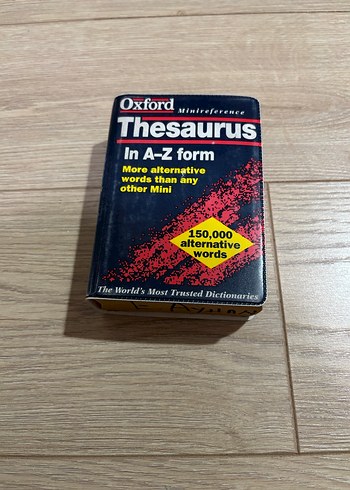 Oxford Minireference
Thesaurus
In A–Z form
More alternative
words than any
other Mini
150,000
alternative
words
The World's Most Trusted Dictionaries